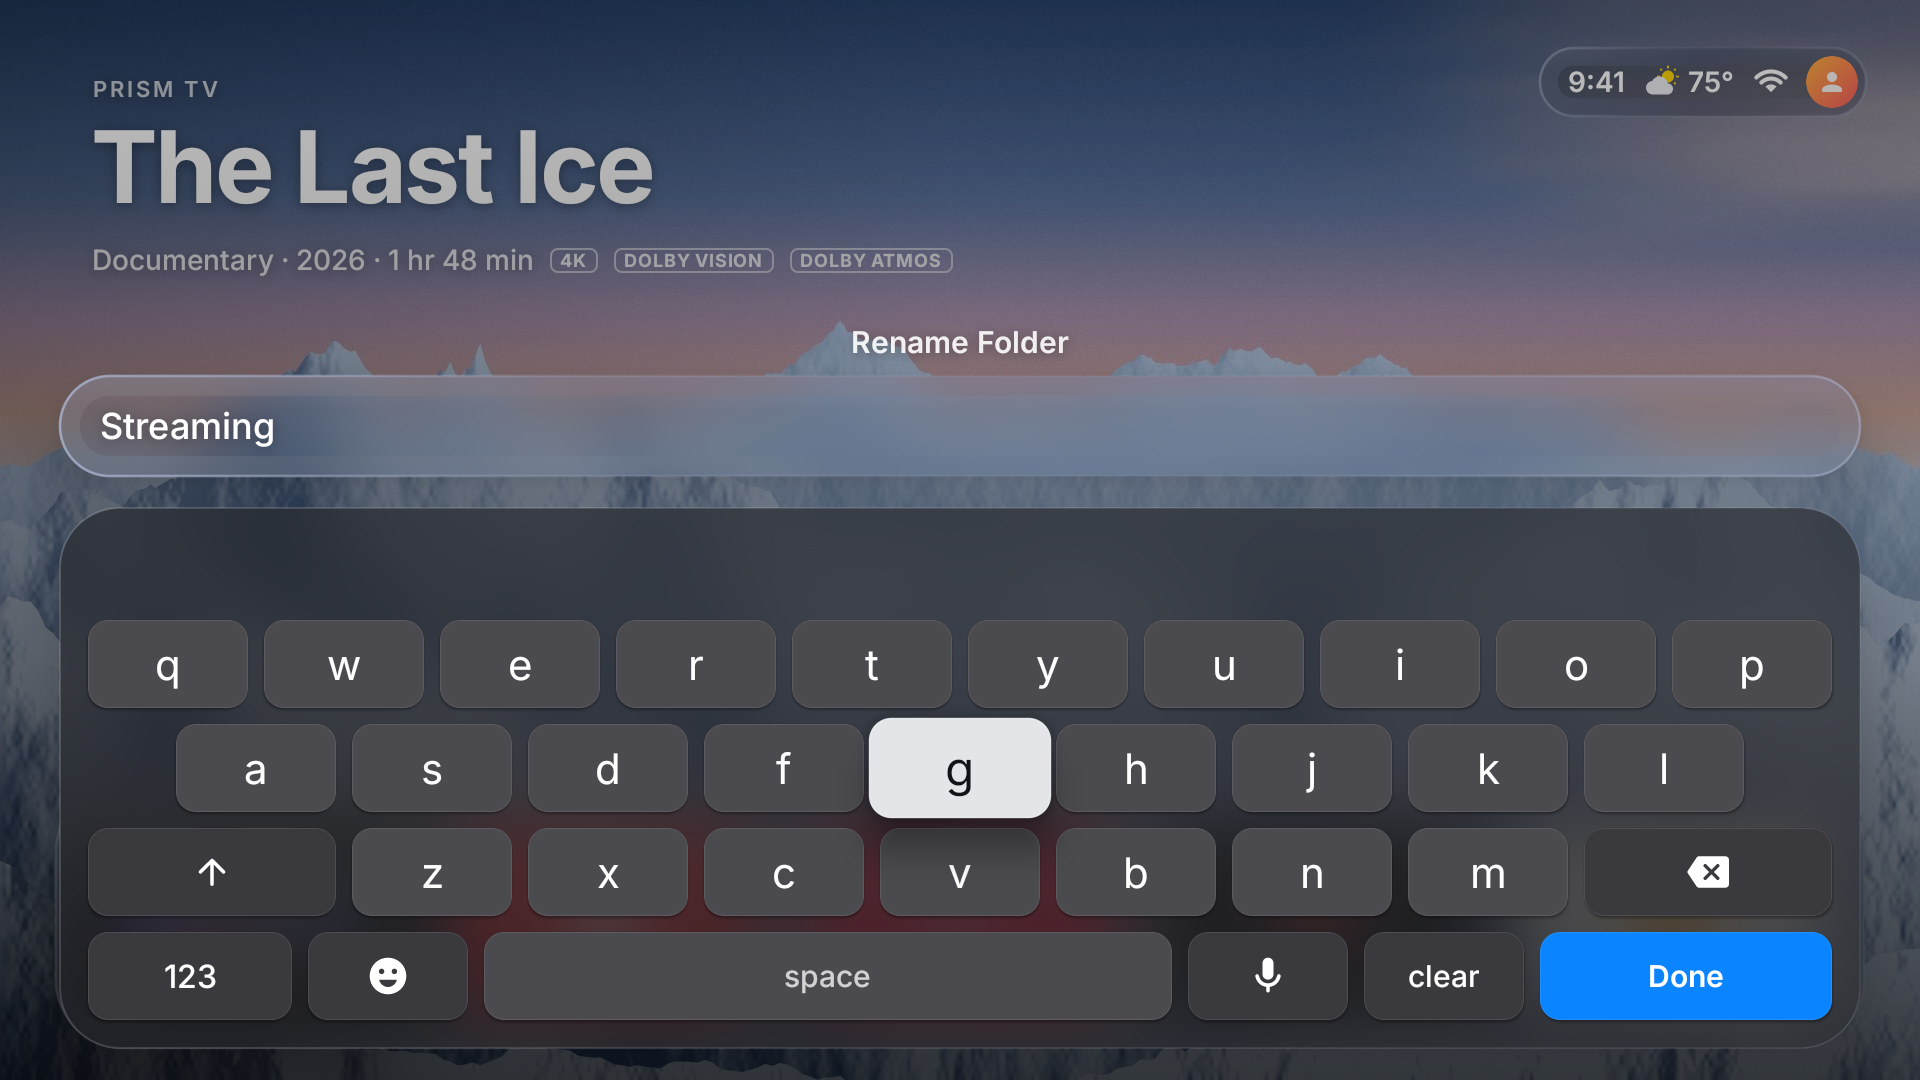 PRISM TV
9:41 75°
The Last Ice
Documentary · 2026 · 1 hr 48 min 4K DOLBY VISION DOLBY ATMOS
Rename Folder
Streaming
q w e r t y u i o p
a s d f g h j k l
z x c v b n m
123 space clear Done